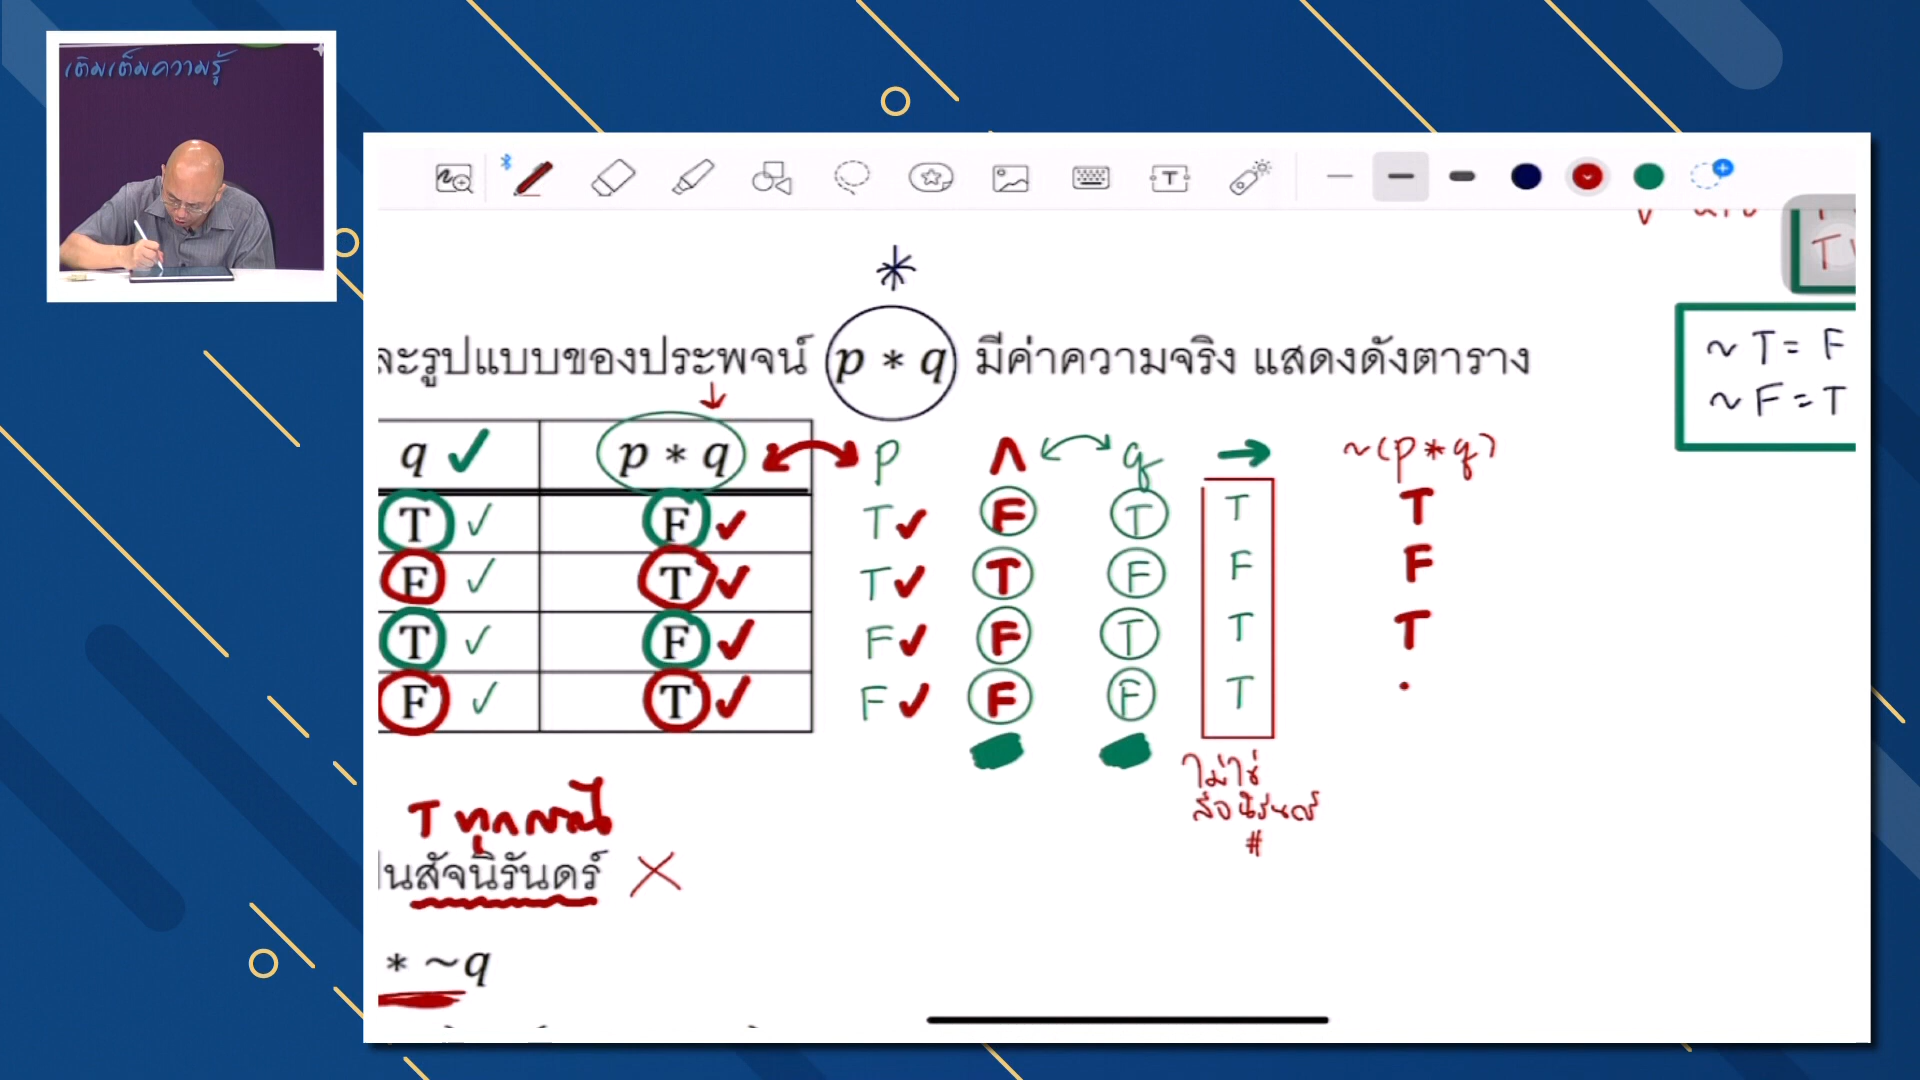 เติมเต็มความรู้
*
ละรูปแบบของประพจน์ p * q มีค่าความจริง แสดงดังตาราง
~ T = F
~ F = T
q ✓ p * q p ∧ q → ~(p * q)
T ✓ F ✓ T ✓ F T T T
F ✓ T ✓ T ✓ T F F F
T ✓ F ✓ F ✓ F T T T
F ✓ T ✓ F ✓ F F T
ไม่ใช่
สัจนิรันดร์
#
T ทุกกรณี
ป็นสัจนิรันดร์ ✗
* ~q